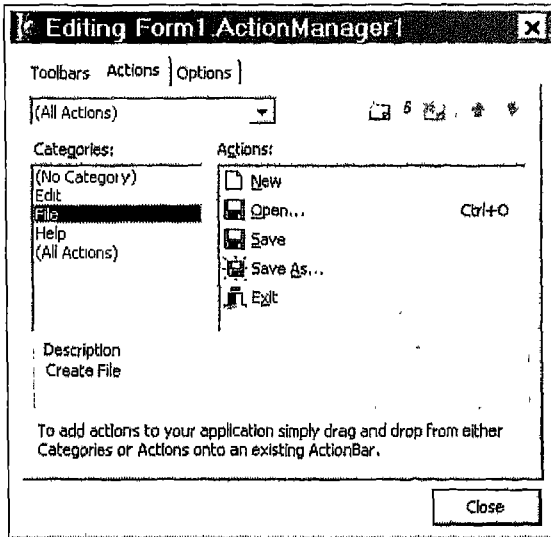 Editing Form1.ActionManager1
Toolbars Actions Options
(All Actions)
Categories: Actions:
(No Category)
Edit
File
Help
(All Actions)
New
Open... Ctrl+O
Save
Save As...
Exit
Description
Create File
To add actions to your application simply drag and drop from either
Categories or Actions onto an existing ActionBar.
Close